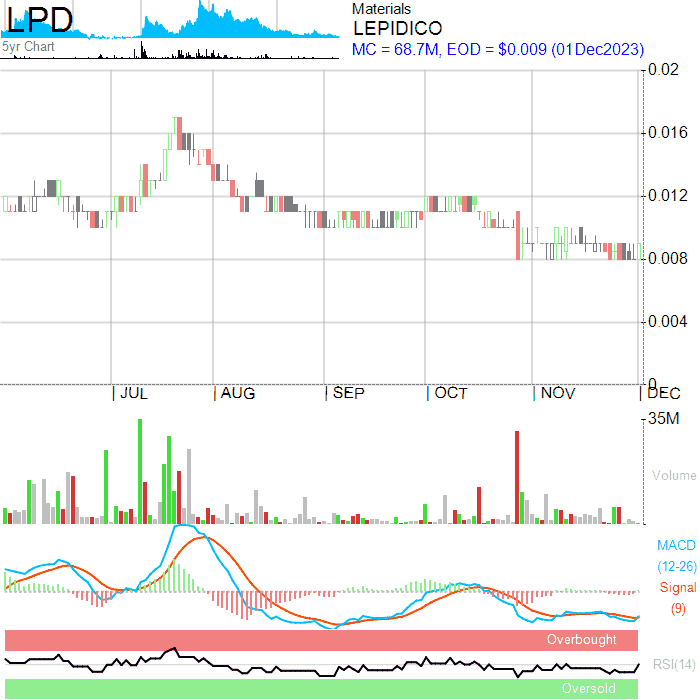 LPD
Materials
LEPIDICO
5yr Chart
MC = 68.7M, EOD = $0.009 (01Dec2023)
0.02
0.016
0.012
0.008
0.004
0
JUL AUG SEP OCT NOV DEC
35M
Volume
MACD
(12-26)
Signal
(9)
Overbought
RSI(14)
Oversold